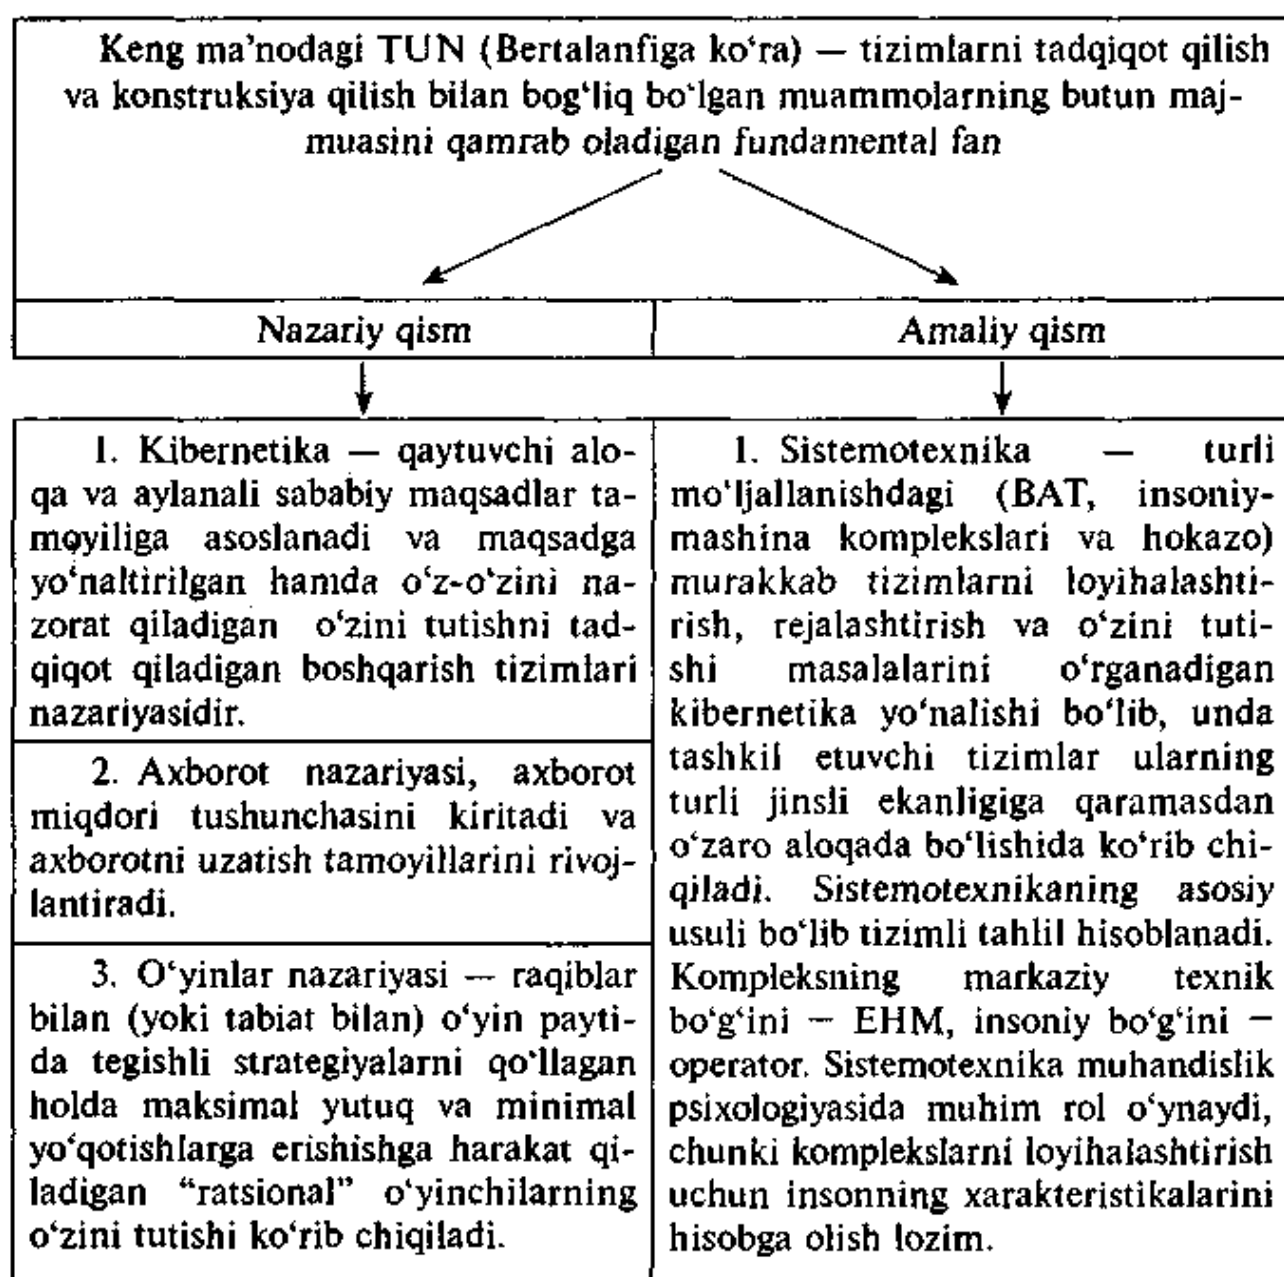 Keng ma’nodagi TUN (Bertalanfiga ko‘ra) — tizimlarni tadqiqot qilish
va konstruksiya qilish bilan bog‘liq bo‘lgan muammolarning butun maj-
muasini qamrab oladigan fundamental fan
Nazariy qism
Amaliy qism
1. Kibernetika — qaytuvchi alo-
qa va aylanali sababiy maqsadlar ta-
moyiliga asoslanadi va maqsadga
yo‘naltirilgan hamda o‘z-o‘zini na-
zorat qiladigan o‘zini tutishni tad-
qiqot qiladigan boshqarish tizimlari
nazariyasidir.
2. Axborot nazariyasi, axborot
miqdori tushunchasini kiritadi va
axborotni uzatish tamoyillarini rivoj-
lantiradi.
3. O‘yinlar nazariyasi — raqiblar
bilan (yoki tabiat bilan) o‘yin payti-
da tegishli strategiyalarni qo‘llagan
holda maksimal yutuq va minimal
yo‘qotishlarga erishishga harakat qi-
ladigan “ratsional” o‘yinchilarning
o‘zini tutishi ko‘rib chiqiladi.
1. Sistemotexnika — turli
mo‘ljallanishdagi (BAT, insoniy-
mashina komplekslari va hokazo)
murakkab tizimlarni loyihalashti-
rish, rejalashtirish va o‘zini tuti-
shi masalalarini o‘rganadigan
kibernetika yo‘nalishi bo‘lib, unda
tashkil etuvchi tizimlar ularning
turli jinsli ekanligiga qaramasdan
o‘zaro aloqada bo‘lishida ko‘rib chi-
qiladi. Sistemotexnikaning asosiy
usuli bo‘lib tizimli tahlil hisoblanadi.
Kompleksning markaziy texnik
bo‘g‘ini — EHM, insoniy bo‘g‘ini —
operator. Sistemotexnika muhandislik
psixologiyasida muhim rol o‘ynaydi,
chunki komplekslarni loyihalashtirish
uchun insonning xarakteristikalarini
hisobga olish lozim.